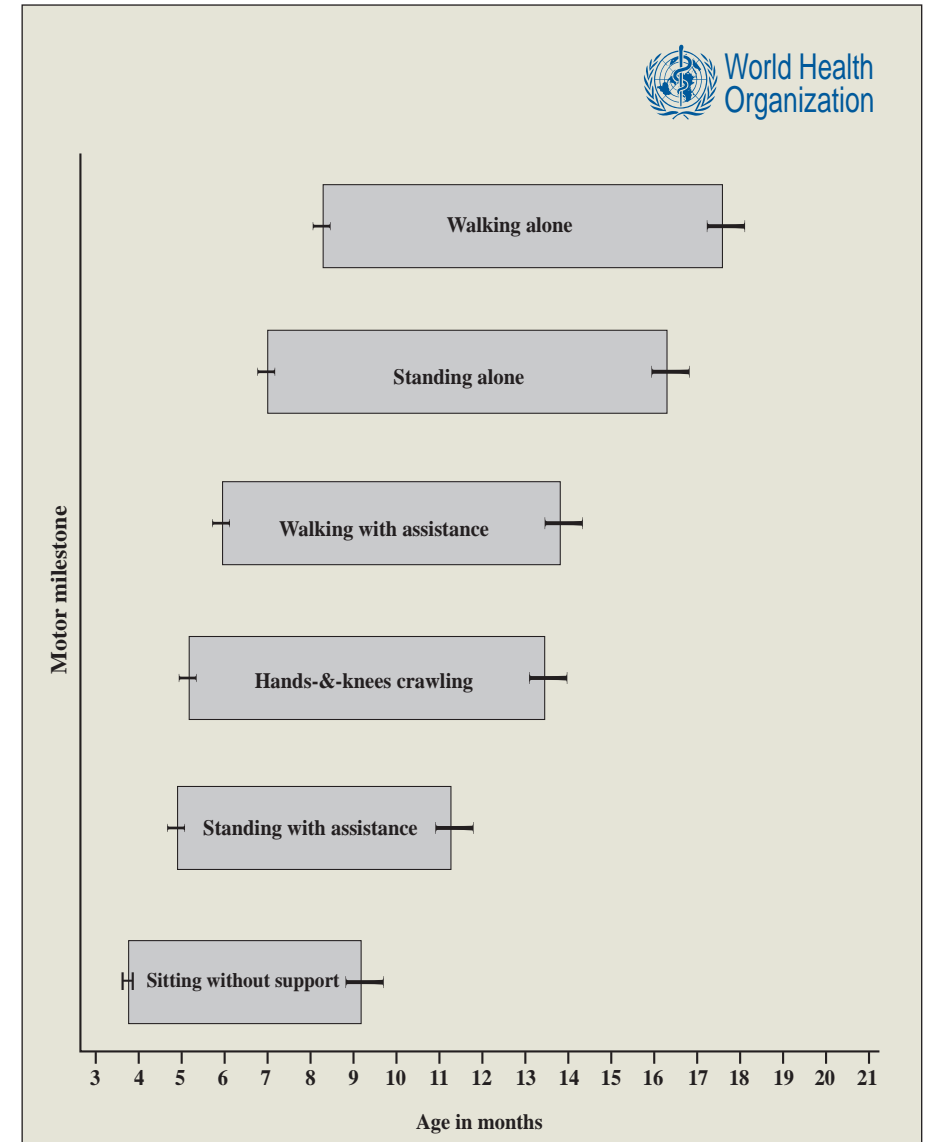 World Health
Organization
Walking alone
Standing alone
Walking with assistance
Motor milestone
Hands-&-knees crawling
Standing with assistance
Sitting without support
3 4 5 6 7 8 9 10 11 12 13 14 15 16 17 18 19 20 21
Age in months